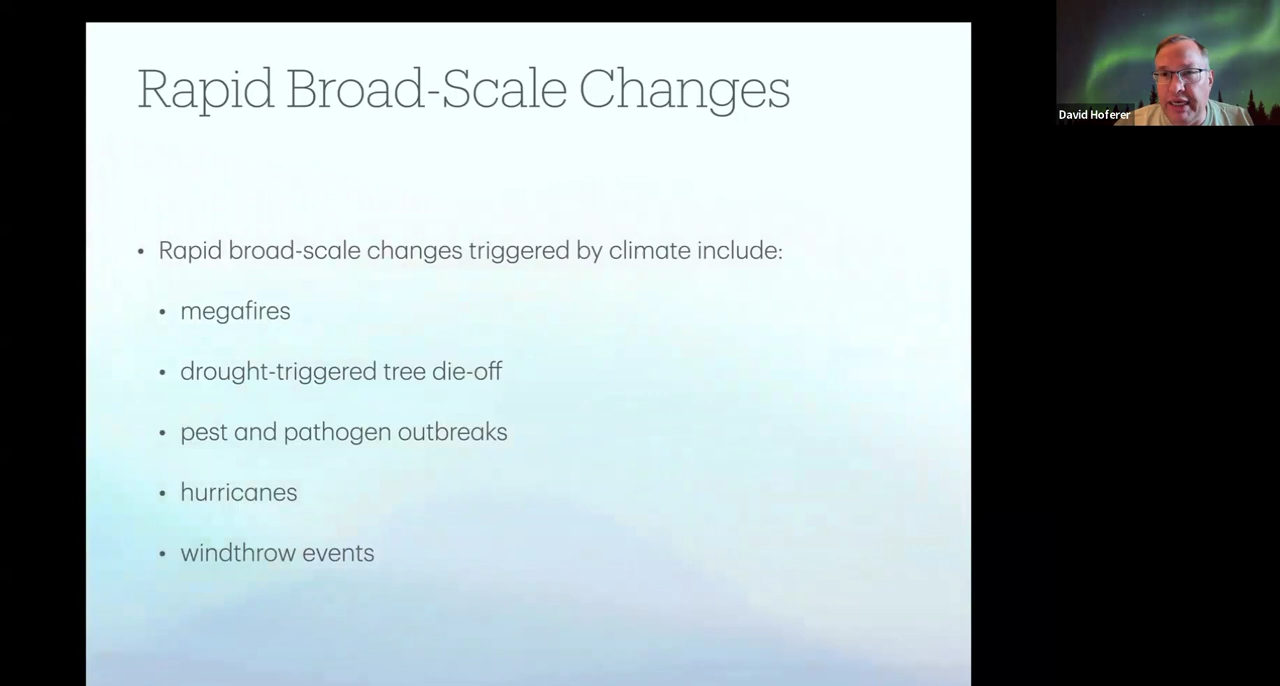 Rapid Broad-Scale Changes
David Hoferer
• Rapid broad-scale changes triggered by climate include:
• megafires
• drought-triggered tree die-off
• pest and pathogen outbreaks
• hurricanes
• windthrow events